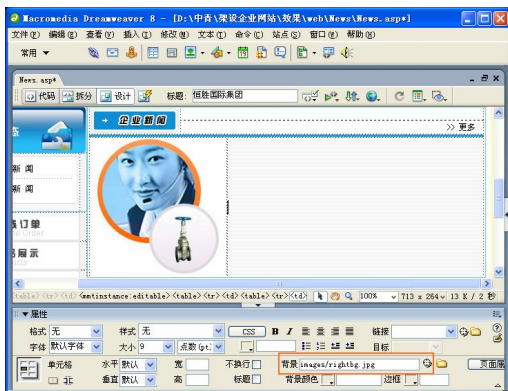 Macromedia Dreamweaver 8 - [D:\中青\架设企业网站\效果\web\News\News.asp*]
文件(F) 编辑(E) 查看(V) 插入(I) 修改(M) 文本(T) 命令(C) 站点(S) 窗口(W) 帮助(H)
常用
News.asp*
代码 拆分 设计 标题: 恒胜国际集团
企业新闻
>> 更多
新 闻
新 闻
订单
展示
<table> <tr> <td> <mmtinstance:editable> <table> <tr> <td> <table> <tr> <td> 100% 713 x 264 13 K / 2 秒
属性
格式 无 样式 无 CSS B I 链接
字体 默认字体 大小 9 点数(pt) 目标
单元格 水平 默认 宽 不换行 背景 images/rightbg.jpg 页面属
垂直 默认 高 标题 背景颜色 边框